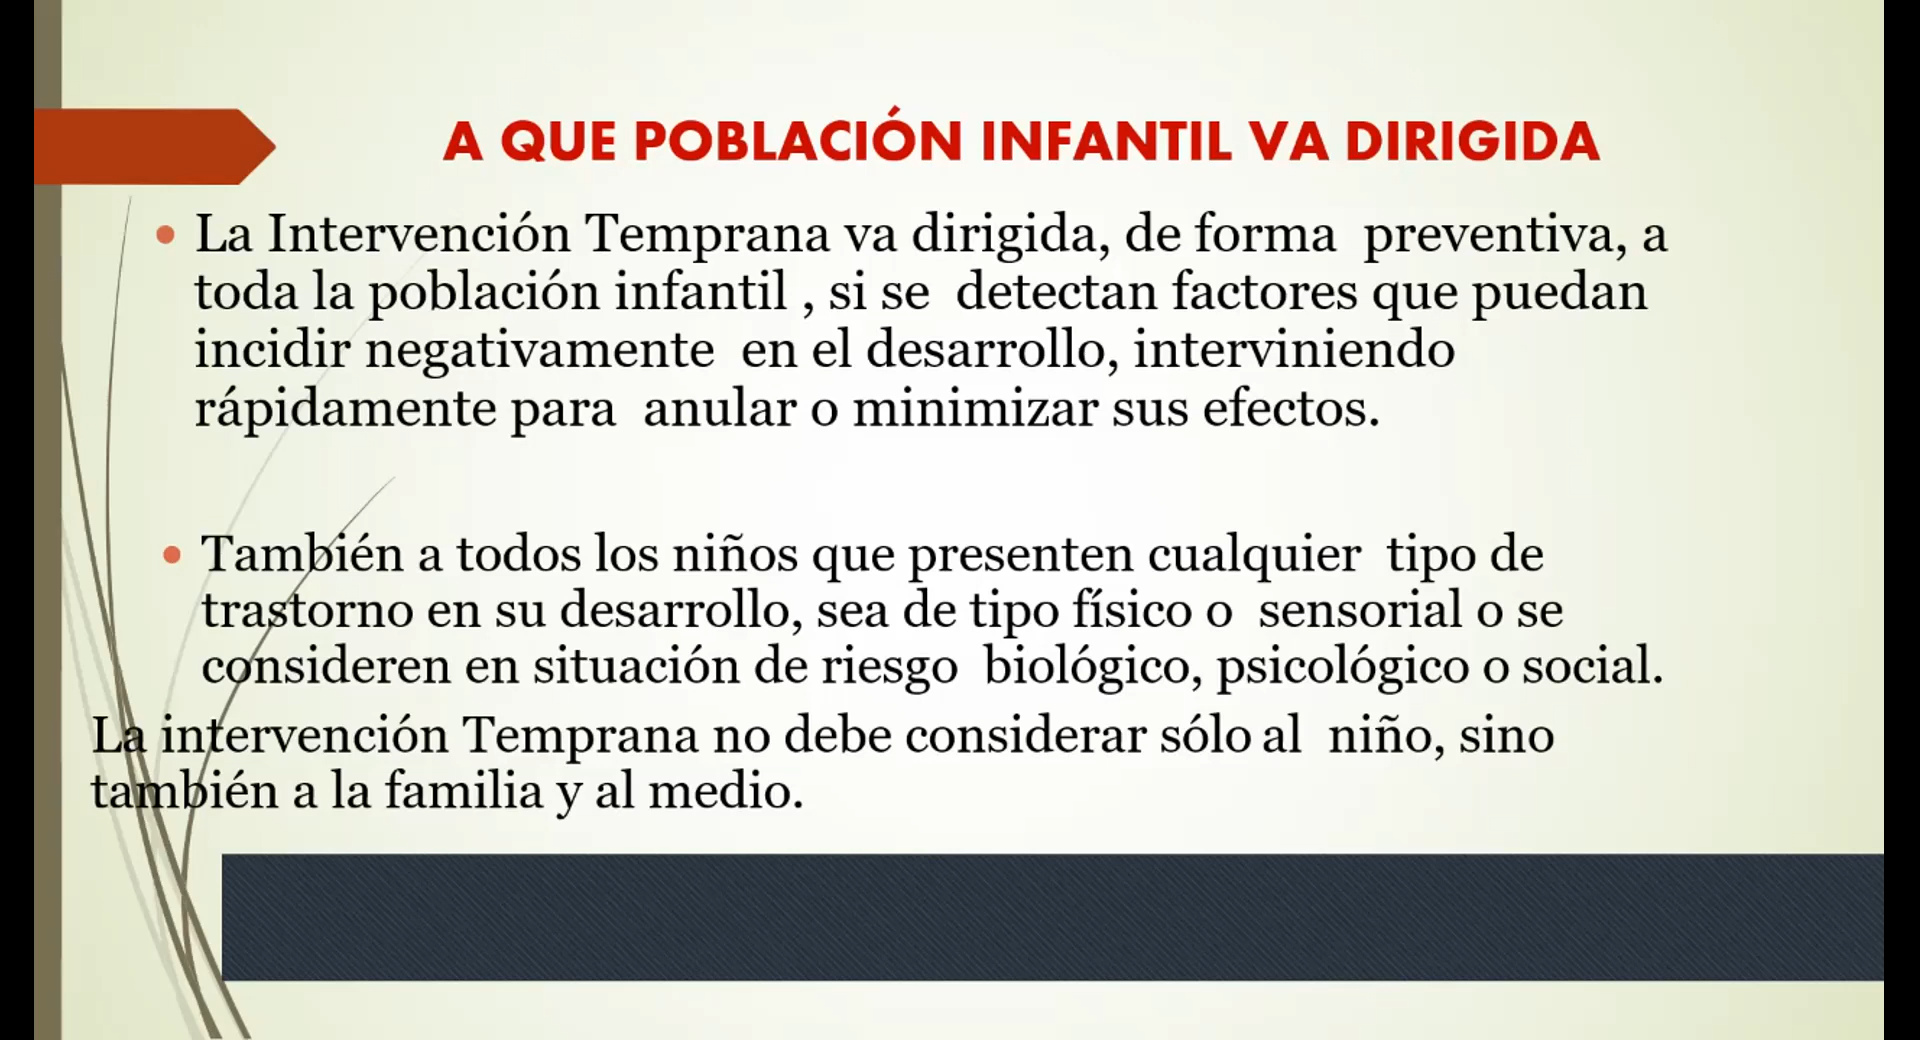 A QUE POBLACIÓN INFANTIL VA DIRIGIDA
• La Intervención Temprana va dirigida, de forma preventiva, a
toda la población infantil , si se detectan factores que puedan
incidir negativamente en el desarrollo, interviniendo
rápidamente para anular o minimizar sus efectos.
• También a todos los niños que presenten cualquier tipo de
trastorno en su desarrollo, sea de tipo físico o sensorial o se
consideren en situación de riesgo biológico, psicológico o social.
La intervención Temprana no debe considerar sólo al niño, sino
también a la familia y al medio.